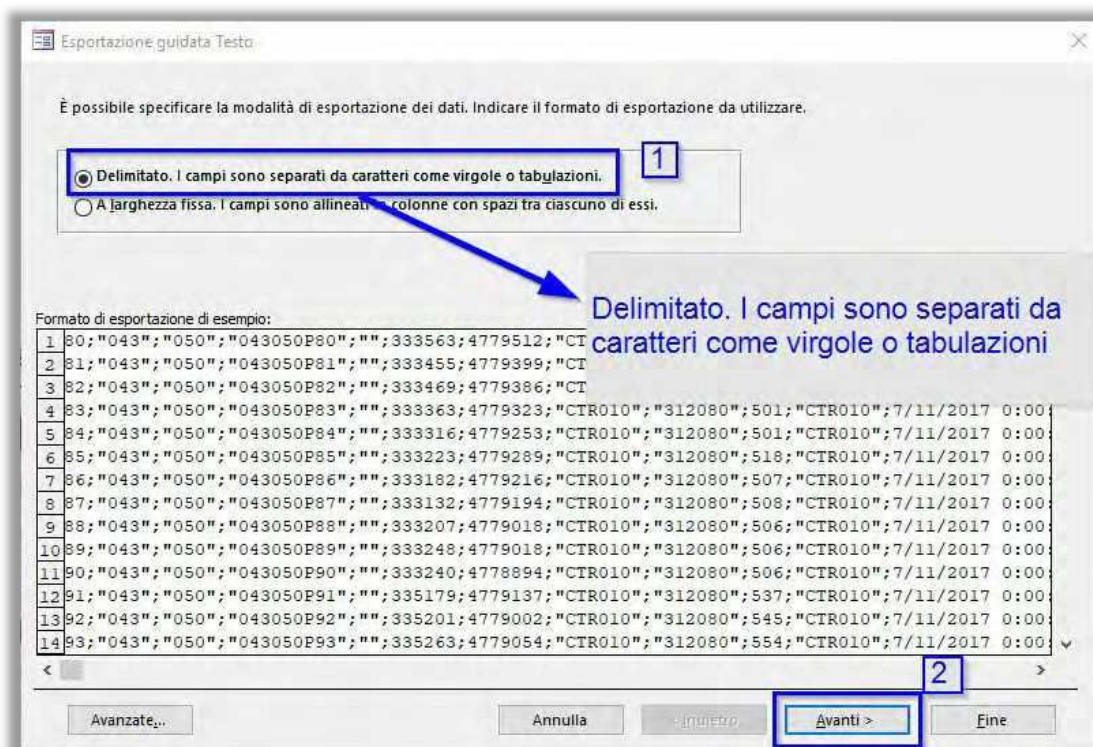 Esportazione guidata Testo
È possibile specificare la modalità di esportazione dei dati. Indicare il formato di esportazione da utilizzare.
1
Delimitato. I campi sono separati da caratteri come virgole o tabulazioni.
A larghezza fissa. I campi sono allineati in colonne con spazi tra ciascuno di essi.
Delimitato. I campi sono separati da
caratteri come virgole o tabulazioni
Formato di esportazione di esempio:
1 80;"043";"050";"043050P80";"";333563;4779512;"CT
2 81;"043";"050";"043050P81";"";333455;4779399;"CT
3 82;"043";"050";"043050P82";"";333469;4779386;"CT
4 83;"043";"050";"043050P83";"";333363;4779323;"CTR010";"312080";501;"CTR010";7/11/2017 0:00:
5 84;"043";"050";"043050P84";"";333316;4779253;"CTR010";"312080";501;"CTR010";7/11/2017 0:00:
6 85;"043";"050";"043050P85";"";333223;4779289;"CTR010";"312080";518;"CTR010";7/11/2017 0:00:
7 86;"043";"050";"043050P86";"";333182;4779216;"CTR010";"312080";507;"CTR010";7/11/2017 0:00:
8 87;"043";"050";"043050P87";"";333132;4779194;"CTR010";"312080";508;"CTR010";7/11/2017 0:00:
9 88;"043";"050";"043050P88";"";333207;4779018;"CTR010";"312080";506;"CTR010";7/11/2017 0:00:
10 89;"043";"050";"043050P89";"";333248;4779018;"CTR010";"312080";506;"CTR010";7/11/2017 0:00:
11 90;"043";"050";"043050P90";"";333240;4778894;"CTR010";"312080";506;"CTR010";7/11/2017 0:00:
12 91;"043";"050";"043050P91";"";335179;4779137;"CTR010";"312080";537;"CTR010";7/11/2017 0:00:
13 92;"043";"050";"043050P92";"";335201;4779002;"CTR010";"312080";545;"CTR010";7/11/2017 0:00:
14 93;"043";"050";"043050P93";"";335263;4779054;"CTR010";"312080";554;"CTR010";7/11/2017 0:00:
2
Avanzate... Annulla < Indietro Avanti > Fine